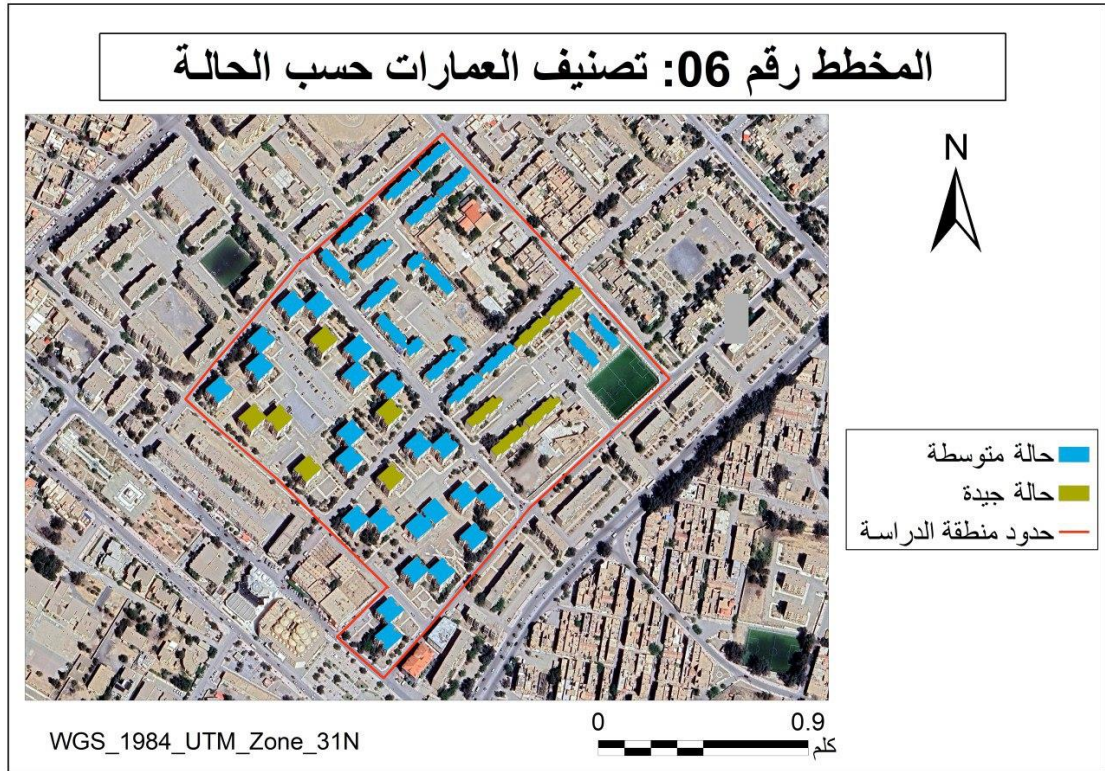 المخطط رقم 06: تصنيف العمارات حسب الحالة
N
حالة متوسطة
حالة جيدة
حدود منطقة الدراسة
0 0.9
كلم
WGS_1984_UTM_Zone_31N